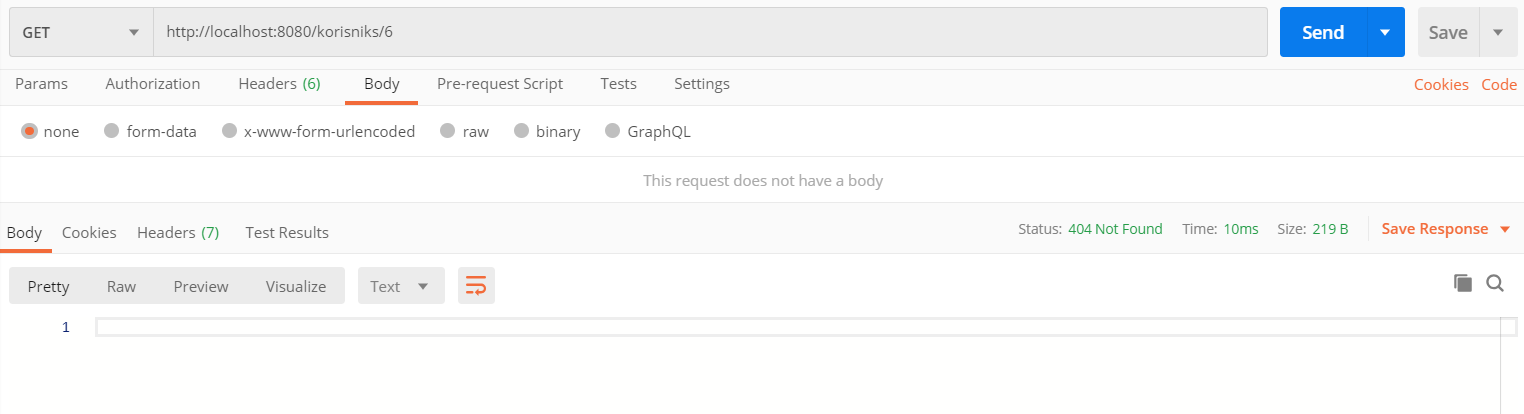 GET http://localhost:8080/korisniks/6 Send Save
Params Authorization Headers (6) Body Pre-request Script Tests Settings Cookies Code
none form-data x-www-form-urlencoded raw binary GraphQL
This request does not have a body
Body Cookies Headers (7) Test Results Status: 404 Not Found Time: 10ms Size: 219 B Save Response
Pretty Raw Preview Visualize Text
1